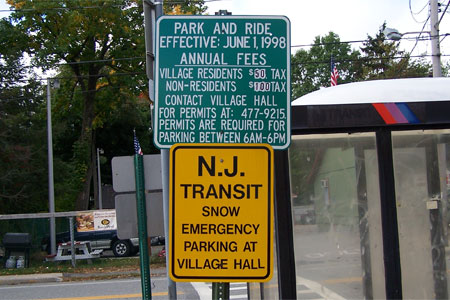 PARK AND RIDE
EFFECTIVE: JUNE 1, 1998
ANNUAL FEES
VILLAGE RESIDENTS $50. TAX
NON-RESIDENTS $100. TAX
CONTACT VILLAGE HALL
FOR PERMITS AT: 477-9215.
PERMITS ARE REQUIRED FOR
PARKING BETWEEN 6AM-6PM
N.J.
TRANSIT
SNOW
EMERGENCY
PARKING AT
VILLAGE HALL